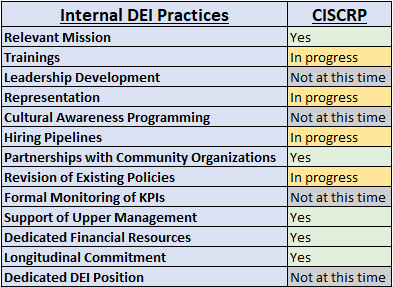 Internal DEI Practices CISCRP
Relevant Mission Yes
Trainings In progress
Leadership Development Not at this time
Representation In progress
Cultural Awareness Programming Not at this time
Hiring Pipelines In progress
Partnerships with Community Organizations Yes
Revision of Existing Policies In progress
Formal Monitoring of KPIs Not at this time
Support of Upper Management Yes
Dedicated Financial Resources Yes
Longitudinal Commitment Yes
Dedicated DEI Position Not at this time